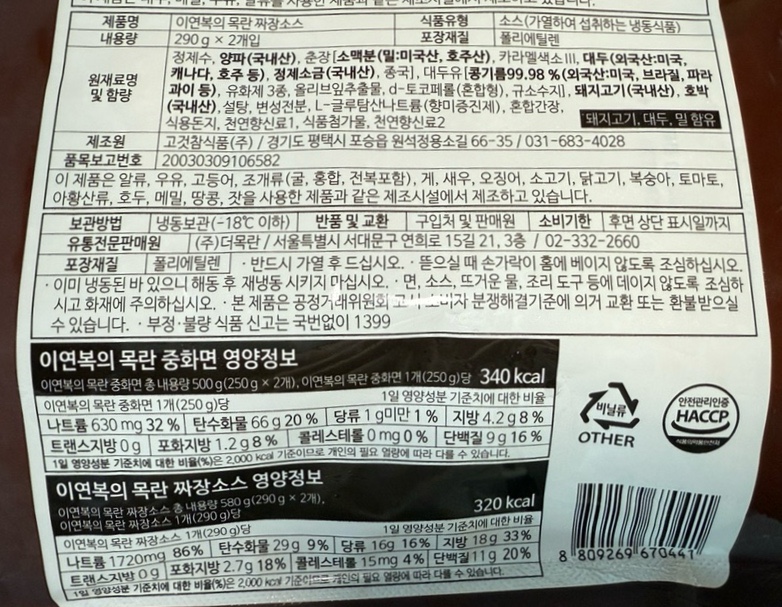 제품명 이연복의 목란 짜장소스 식품유형 소스(가열하여 섭취하는 냉동식품)
내용량 290 g × 2개입 포장재질 폴리에틸렌
원재료명 및 함량
정제수, 양파(국내산), 춘장[소맥분(밀:미국산, 호주산), 카라멜색소III, 대두(외국산:미국,
캐나다, 호주 등), 정제소금(국내산), 종국], 대두유[콩기름99.98 %(외국산:미국, 브라질, 파라
과이 등), 유화제 3종, 올리브잎추출물, d-토코페롤(혼합형), 규소수지], 돼지고기(국내산), 호박
(국내산), 설탕, 변성전분, L-글루탐산나트륨(향미증진제), 혼합간장,
식용돈지, 천연향신료1, 식품첨가물, 천연향신료2 돼지고기, 대두, 밀 함유
제조원 고것참식품(주) / 경기도 평택시 포승읍 원석정용소길 66-35 / 031-683-4028
품목보고번호 20030309106582
이 제품은 알류, 우유, 고등어, 조개류(굴, 홍합, 전복포함), 게, 새우, 오징어, 소고기, 닭고기, 복숭아, 토마토,
아황산류, 호두, 메밀, 땅콩, 잣을 사용한 제품과 같은 제조시설에서 제조하고 있습니다.
보관방법 냉동보관(-18℃ 이하) 반품 및 교환 구입처 및 판매원 소비기한 후면 상단 표시일까지
유통전문판매원 (주)더목란 / 서울특별시 서대문구 연희로 15길 21, 3층 / 02-332-2660
포장재질 폴리에틸렌 · 반드시 가열 후 드십시오. · 뜯으실 때 손가락이 홈에 베이지 않도록 조심하십시오.
· 이미 냉동된 바 있으니 해동 후 재냉동 시키지 마십시오. · 면, 소스, 뜨거운 물, 조리 도구 등에 데이지 않도록 조심하
시고 화재에 주의하십시오. · 본 제품은 공정거래위원회 고시 소비자 분쟁해결기준에 의거 교환 또는 환불받으실
수 있습니다. · 부정·불량 식품 신고는 국번없이 1399
이연복의 목란 중화면 영양정보
이연복의 목란 중화면 총 내용량 500 g(250 g × 2개), 이연복의 목란 중화면 1개(250 g)당 340 kcal
이연복의 목란 중화면 1개(250 g)당 1일 영양성분 기준치에 대한 비율
나트륨 630 mg 32 % 탄수화물 66 g 20 % 당류 1 g미만 1 % 지방 4.2 g 8 %
트랜스지방 0 g 포화지방 1.2 g 8 % 콜레스테롤 0 mg 0 % 단백질 9 g 16 %
1일 영양성분 기준치에 대한 비율(%)은 2,000 kcal 기준이므로 개인의 필요 열량에 따라 다를 수 있습니다.
비닐류
OTHER
안전관리인증
HACCP
식품의약품안전처
이연복의 목란 짜장소스 영양정보
이연복의 목란 짜장소스 총 내용량 580 g(290 g × 2개),
이연복의 목란 짜장소스 1개(290 g)당 320 kcal
이연복의 목란 짜장소스 1개(290 g)당 1일 영양성분 기준치에 대한 비율
나트륨 1720mg 86% 탄수화물 29 g 9% 당류 16g 16% 지방 18 g 33%
트랜스지방 0 g 포화지방 2.7g 18% 콜레스테롤 15 mg 4% 단백질 11 g 20%
1일 영양성분 기준치에 대한 비율(%)은 2,000 kcal 기준이므로 개인의 필요 열량에 따라 다를 수 있습니다.
8 809269 670441